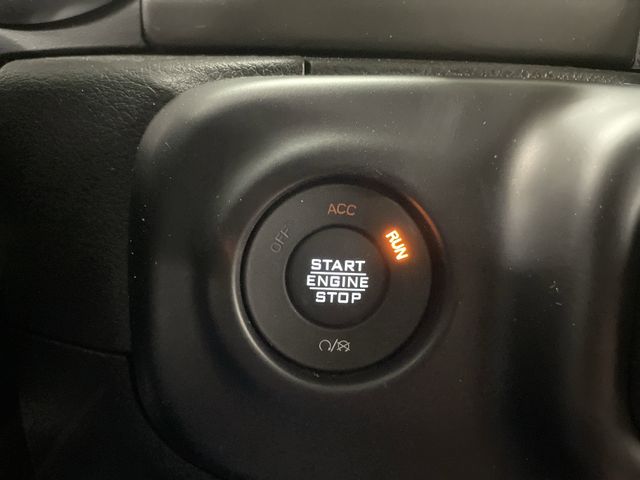 ACC
OFF
RUN
START
ENGINE
STOP